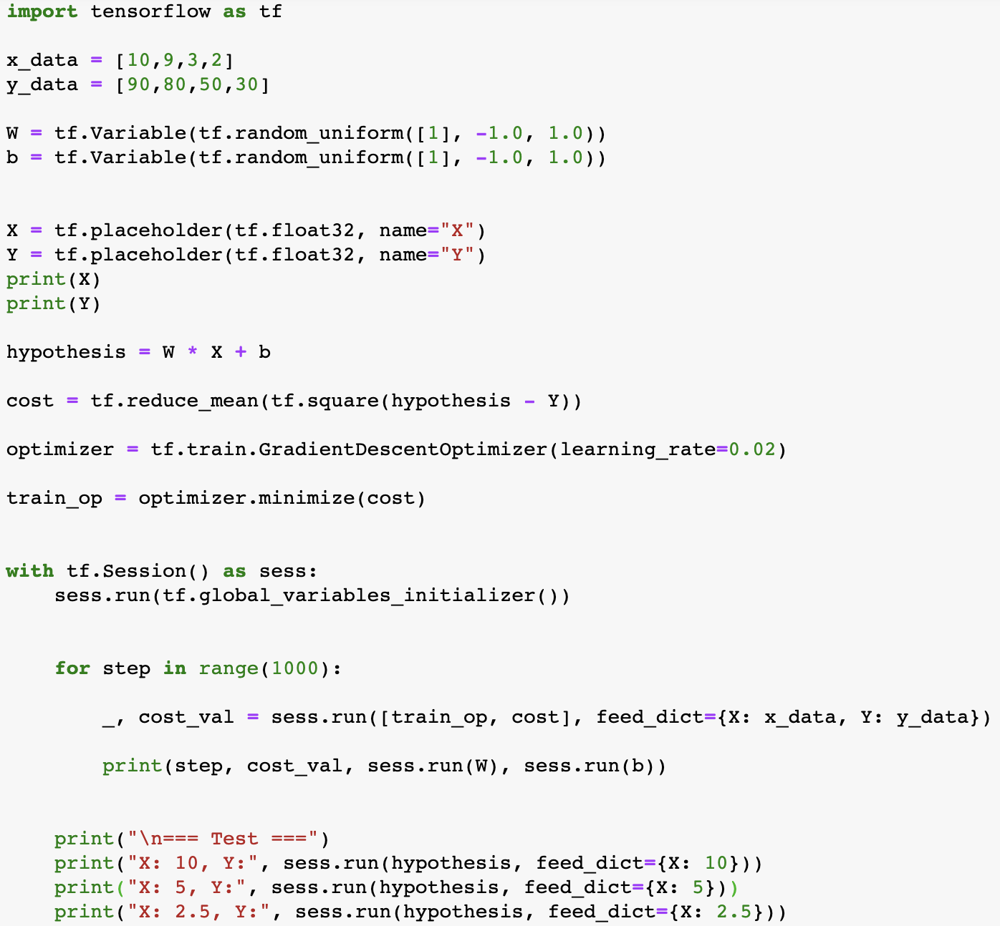 import tensorflow as tf
x_data = [10,9,3,2]
y_data = [90,80,50,30]
W = tf.Variable(tf.random_uniform([1], -1.0, 1.0))
b = tf.Variable(tf.random_uniform([1], -1.0, 1.0))
X = tf.placeholder(tf.float32, name="X")
Y = tf.placeholder(tf.float32, name="Y")
print(X)
print(Y)
hypothesis = W * X + b
cost = tf.reduce_mean(tf.square(hypothesis - Y))
optimizer = tf.train.GradientDescentOptimizer(learning_rate=0.02)
train_op = optimizer.minimize(cost)
with tf.Session() as sess:
    sess.run(tf.global_variables_initializer())
    for step in range(1000):
        _, cost_val = sess.run([train_op, cost], feed_dict={X: x_data, Y: y_data})
        print(step, cost_val, sess.run(W), sess.run(b))
    print("\n=== Test ===")
    print("X: 10, Y:", sess.run(hypothesis, feed_dict={X: 10}))
    print("X: 5, Y:", sess.run(hypothesis, feed_dict={X: 5}))
    print("X: 2.5, Y:", sess.run(hypothesis, feed_dict={X: 2.5}))